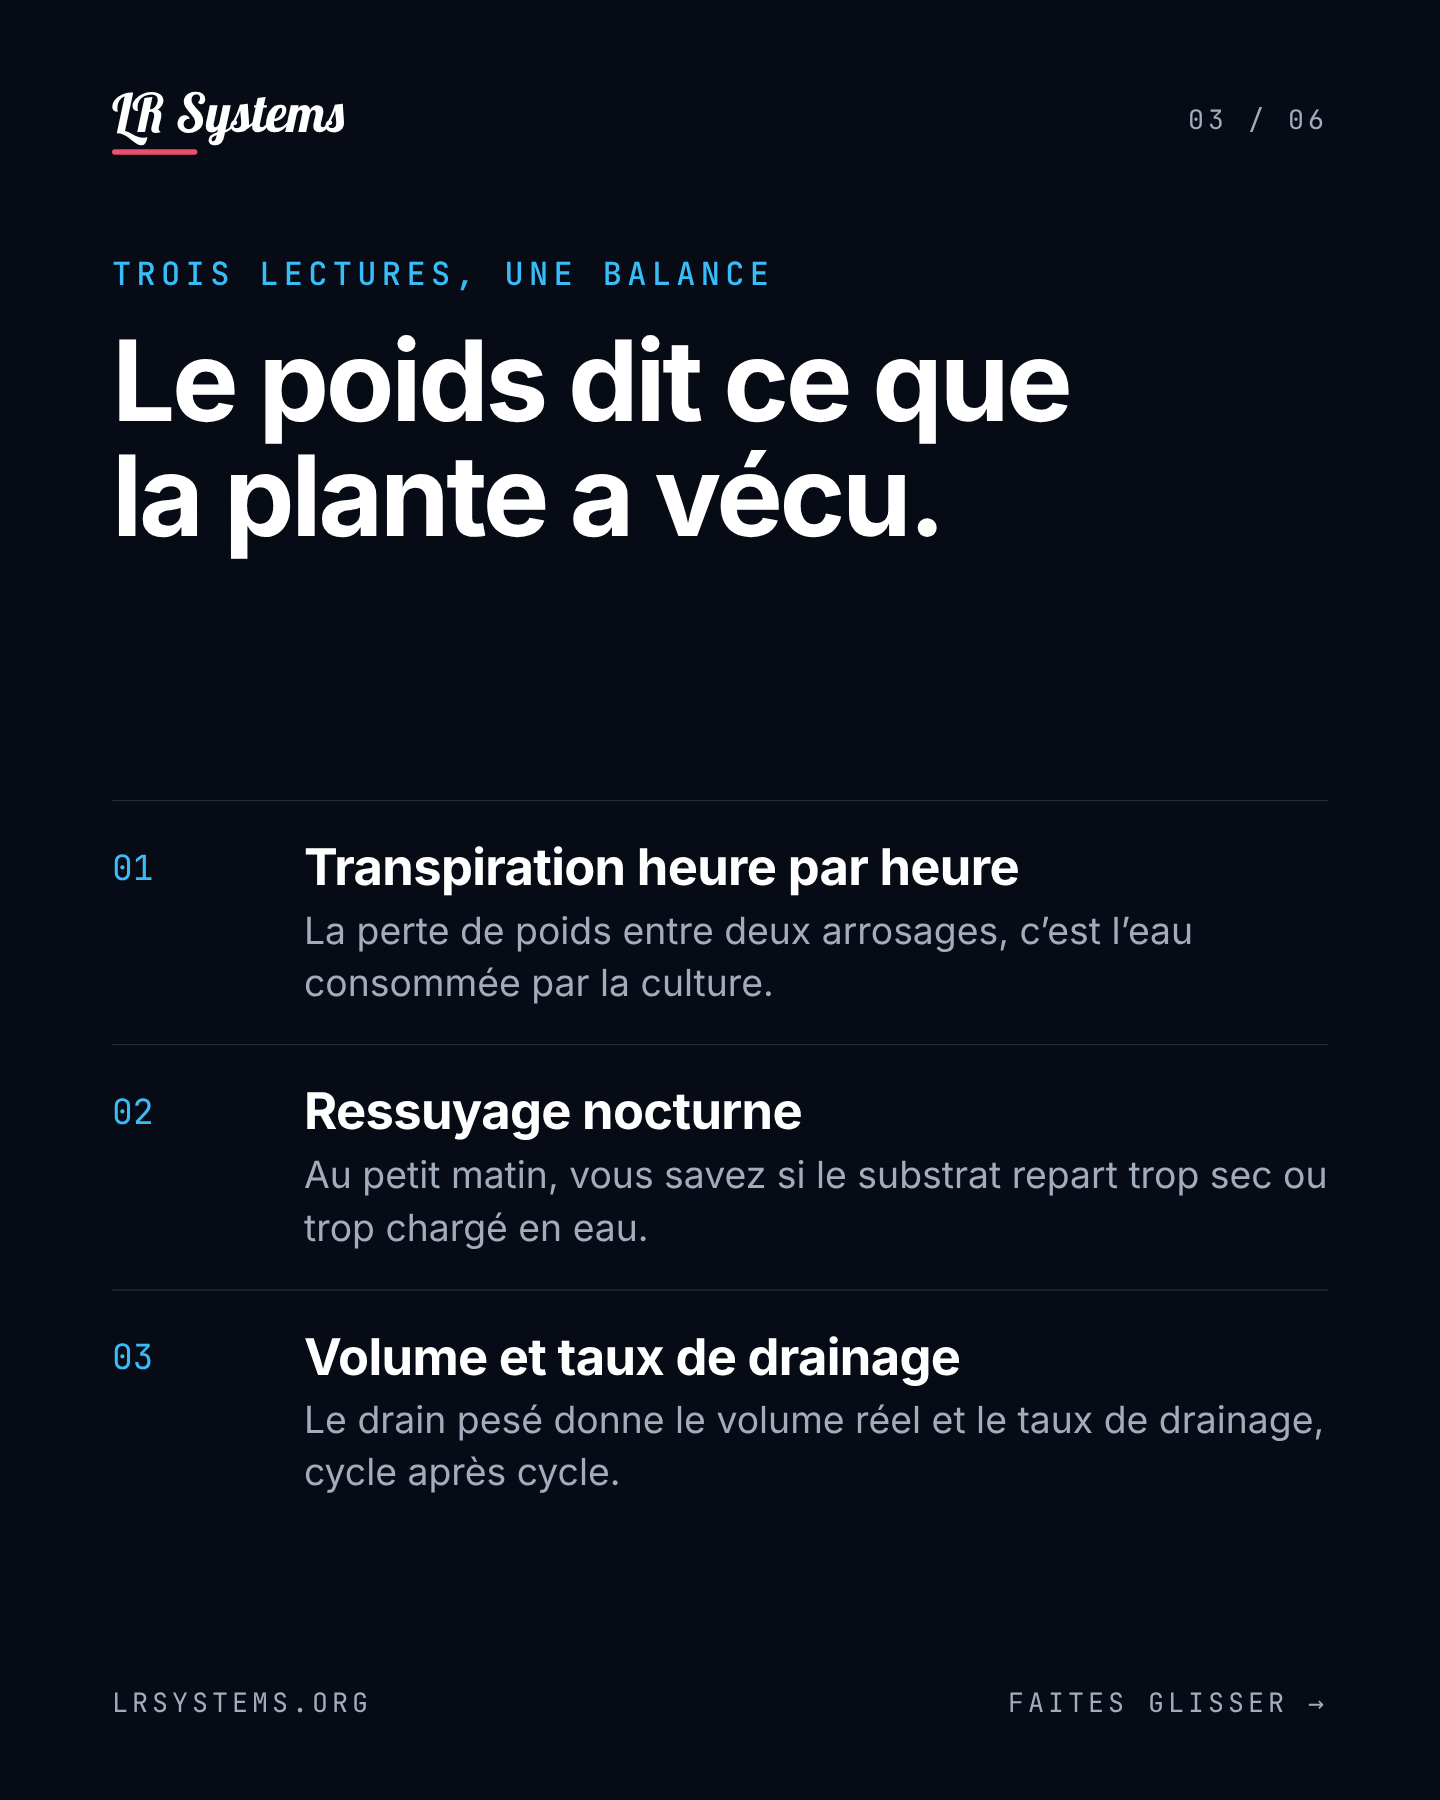 LR Systems
03 / 06
TROIS LECTURES, UNE BALANCE
Le poids dit ce que
la plante a vécu.
01
Transpiration heure par heure
La perte de poids entre deux arrosages, c’est l’eau
consommée par la culture.
02
Ressuyage nocturne
Au petit matin, vous savez si le substrat repart trop sec ou
trop chargé en eau.
03
Volume et taux de drainage
Le drain pesé donne le volume réel et le taux de drainage,
cycle après cycle.
LRSYSTEMS.ORG
FAITES GLISSER →